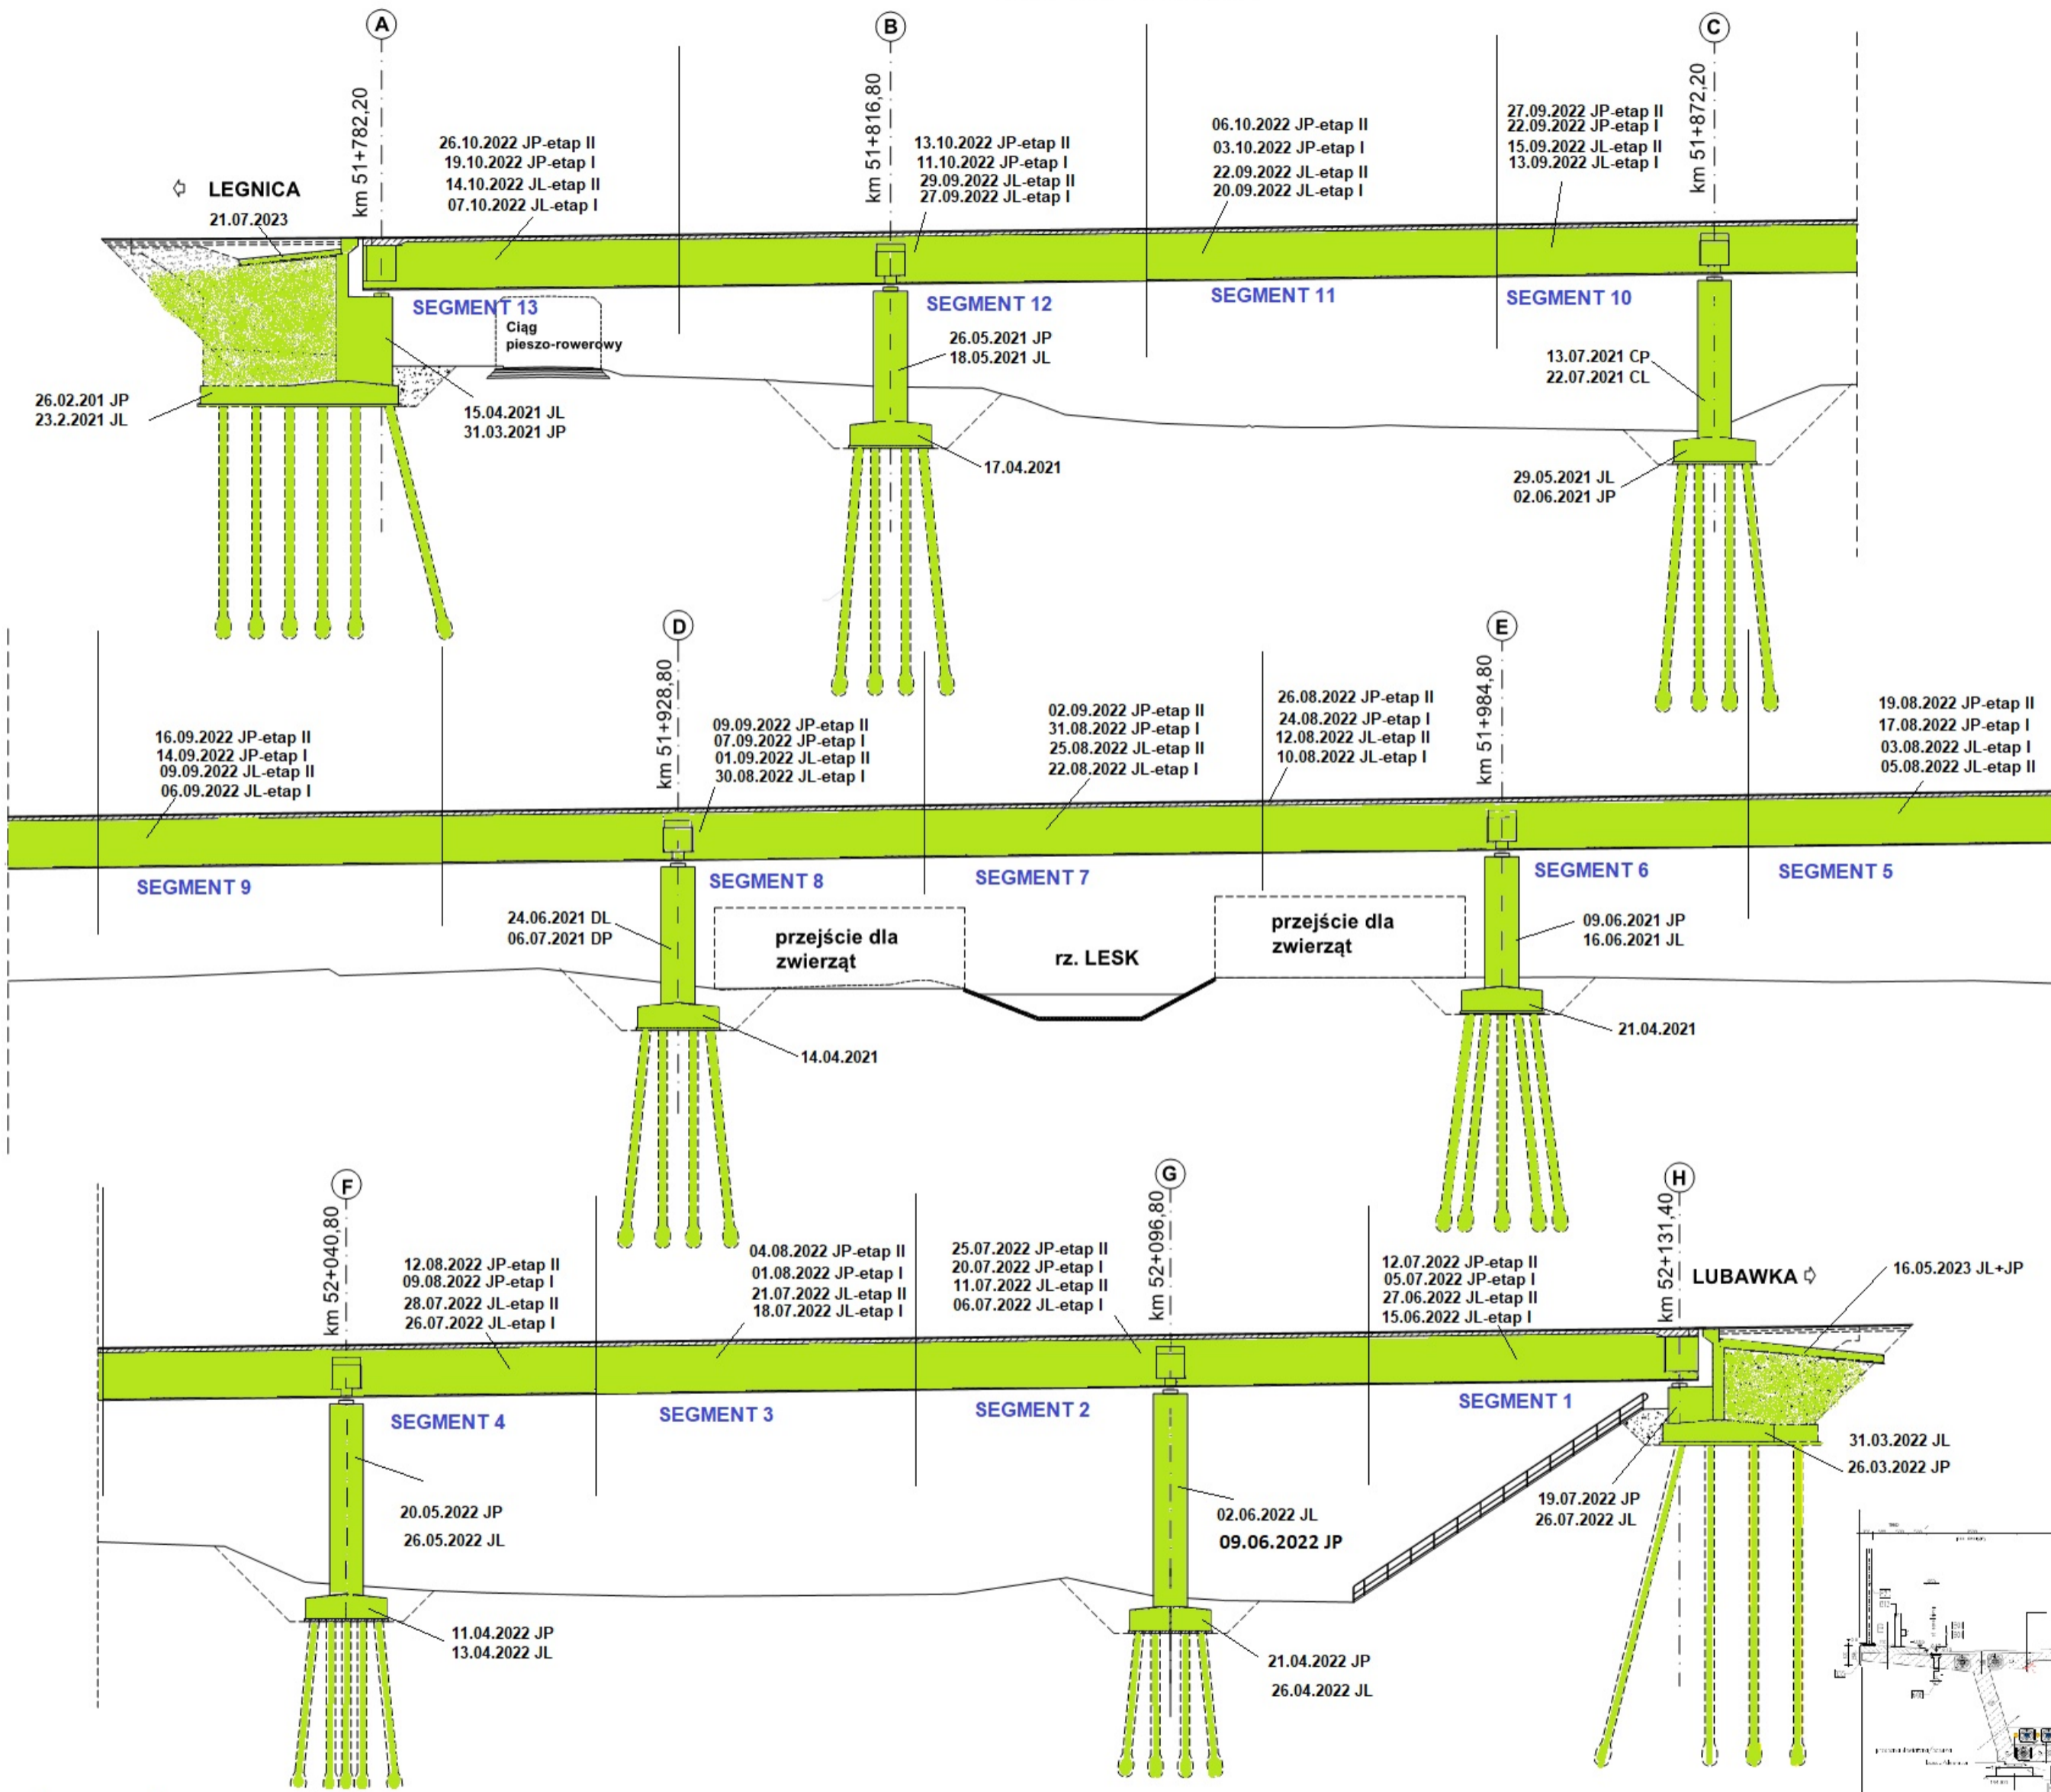 A
B
C
km 51+782,20
km 51+816,80
km 51+872,20
26.10.2022 JP-etap II
19.10.2022 JP-etap I
14.10.2022 JL-etap II
07.10.2022 JL-etap I
13.10.2022 JP-etap II
11.10.2022 JP-etap I
29.09.2022 JL-etap II
27.09.2022 JL-etap I
06.10.2022 JP-etap II
03.10.2022 JP-etap I
22.09.2022 JL-etap II
20.09.2022 JL-etap I
27.09.2022 JP-etap II
22.09.2022 JP-etap I
15.09.2022 JL-etap II
13.09.2022 JL-etap I
LEGNICA
21.07.2023
SEGMENT 13
SEGMENT 12
SEGMENT 11
SEGMENT 10
Ciąg
pieszo-rowerowy
26.05.2021 JP
18.05.2021 JL
13.07.2021 CP
22.07.2021 CL
26.02.201 JP
23.2.2021 JL
15.04.2021 JL
31.03.2021 JP
17.04.2021
29.05.2021 JL
02.06.2021 JP
D
E
km 51+928,80
km 51+984,80
16.09.2022 JP-etap II
14.09.2022 JP-etap I
09.09.2022 JL-etap II
06.09.2022 JL-etap I
09.09.2022 JP-etap II
07.09.2022 JP-etap I
01.09.2022 JL-etap II
30.08.2022 JL-etap I
02.09.2022 JP-etap II
31.08.2022 JP-etap I
25.08.2022 JL-etap II
22.08.2022 JL-etap I
26.08.2022 JP-etap II
24.08.2022 JP-etap I
12.08.2022 JL-etap II
10.08.2022 JL-etap I
19.08.2022 JP-etap II
17.08.2022 JP-etap I
03.08.2022 JL-etap I
05.08.2022 JL-etap II
SEGMENT 9
SEGMENT 8
SEGMENT 7
SEGMENT 6
SEGMENT 5
24.06.2021 DL
06.07.2021 DP
przejście dla
zwierząt
rz. LESK
przejście dla
zwierząt
09.06.2021 JP
16.06.2021 JL
14.04.2021
21.04.2021
F
G
H
km 52+040,80
km 52+096,80
km 52+131,40
12.08.2022 JP-etap II
09.08.2022 JP-etap I
28.07.2022 JL-etap II
26.07.2022 JL-etap I
04.08.2022 JP-etap II
01.08.2022 JP-etap I
21.07.2022 JL-etap II
18.07.2022 JL-etap I
25.07.2022 JP-etap II
20.07.2022 JP-etap I
11.07.2022 JL-etap II
06.07.2022 JL-etap I
12.07.2022 JP-etap II
05.07.2022 JP-etap I
27.06.2022 JL-etap II
15.06.2022 JL-etap I
LUBAWKA
16.05.2023 JL+JP
SEGMENT 4
SEGMENT 3
SEGMENT 2
SEGMENT 1
20.05.2022 JP
26.05.2022 JL
02.06.2022 JL
09.06.2022 JP
19.07.2022 JP
26.07.2022 JL
31.03.2022 JL
26.03.2022 JP
11.04.2022 JP
13.04.2022 JL
21.04.2022 JP
26.04.2022 JL